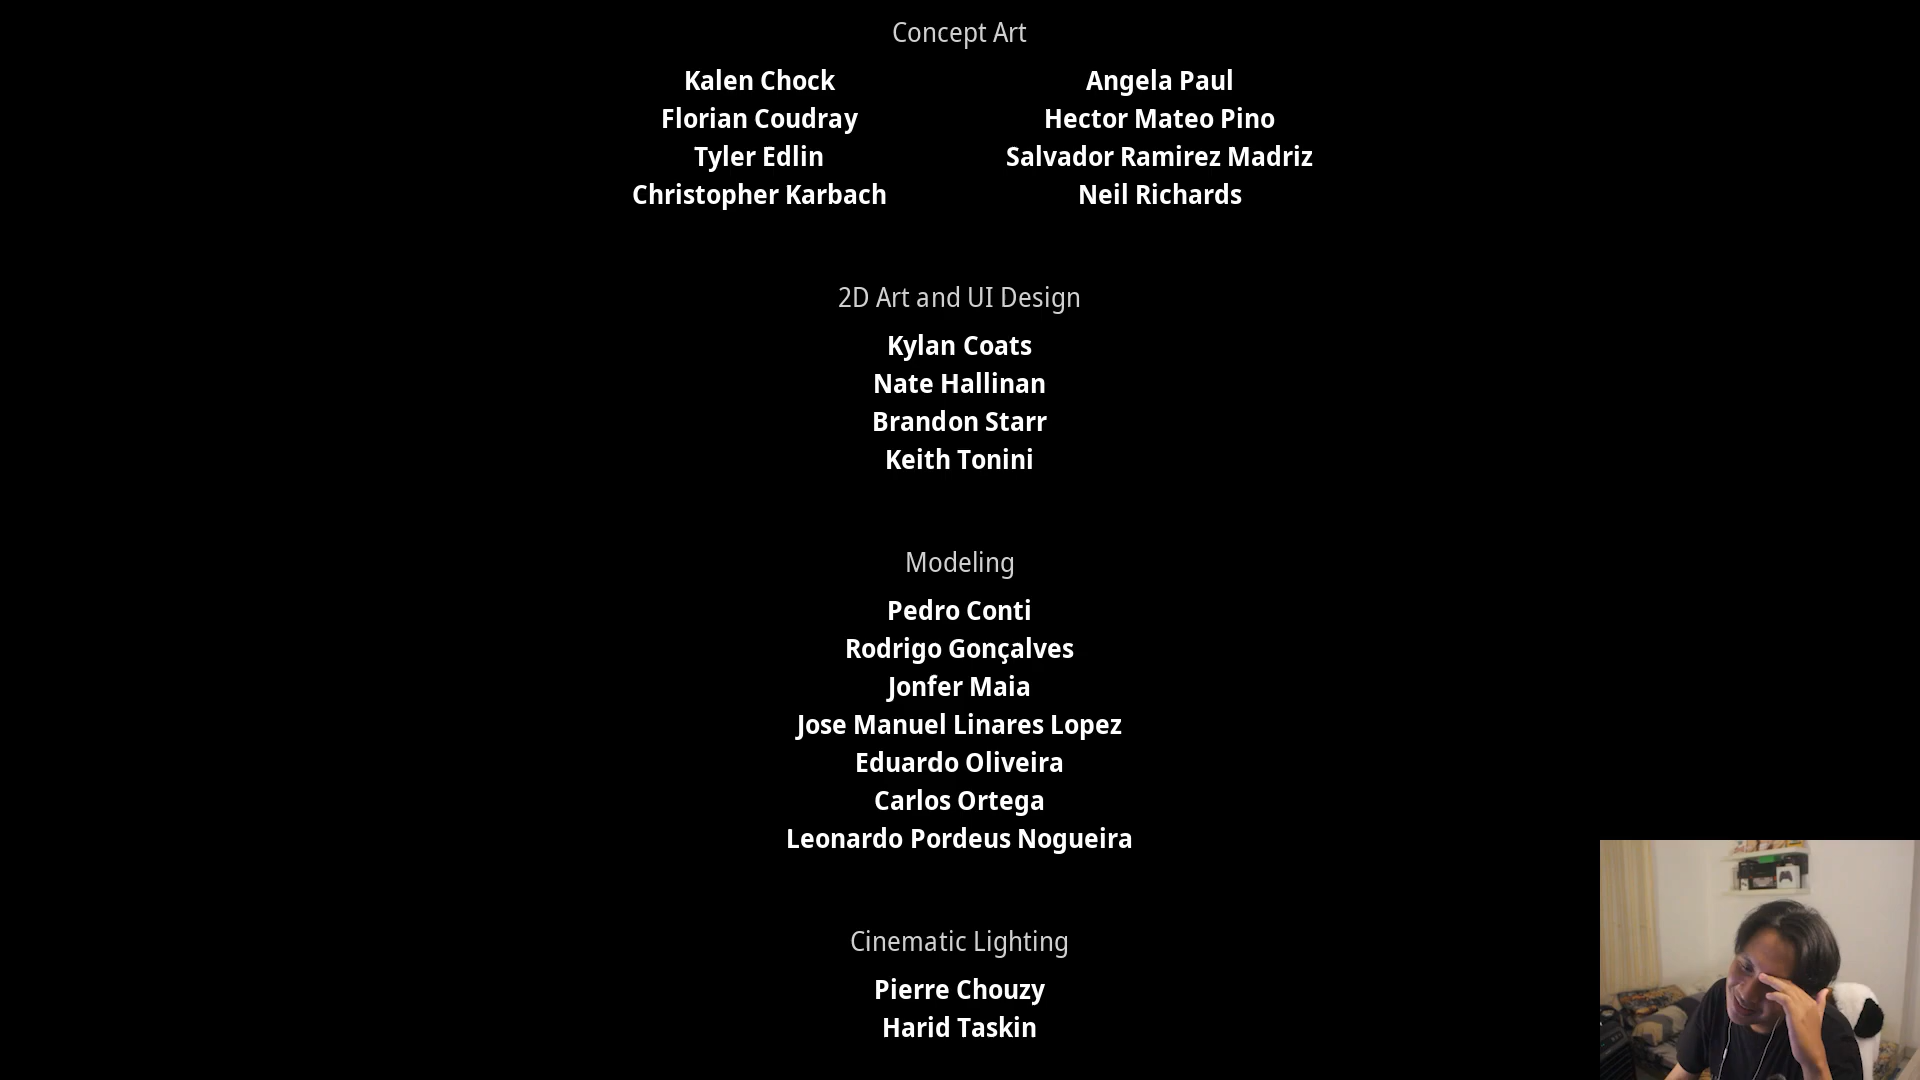 Concept Art
Kalen Chock
Angela Paul
Florian Coudray
Hector Mateo Pino
Tyler Edlin
Salvador Ramirez Madriz
Christopher Karbach
Neil Richards
2D Art and UI Design
Kylan Coats
Nate Hallinan
Brandon Starr
Keith Tonini
Modeling
Pedro Conti
Rodrigo Gonçalves
Jonfer Maia
Jose Manuel Linares Lopez
Eduardo Oliveira
Carlos Ortega
Leonardo Pordeus Nogueira
Cinematic Lighting
Pierre Chouzy
Harid Taskin